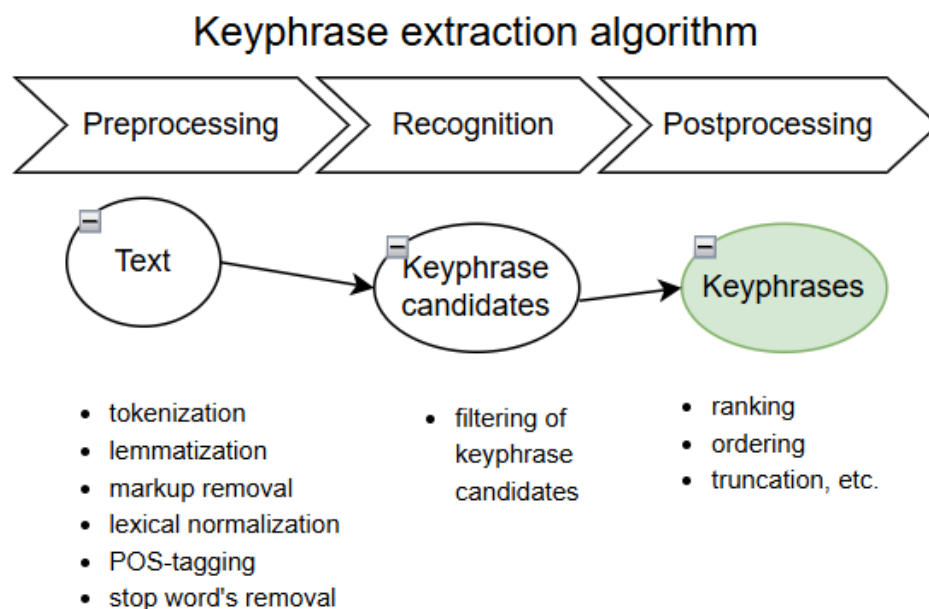 Keyphrase extraction algorithm
Preprocessing
Recognition
Postprocessing
Text
Keyphrase
candidates
Keyphrases
• tokenization
• lemmatization
• markup removal
• lexical normalization
• POS-tagging
• stop word's removal
• filtering of
keyphrase
candidates
• ranking
• ordering
• truncation, etc.